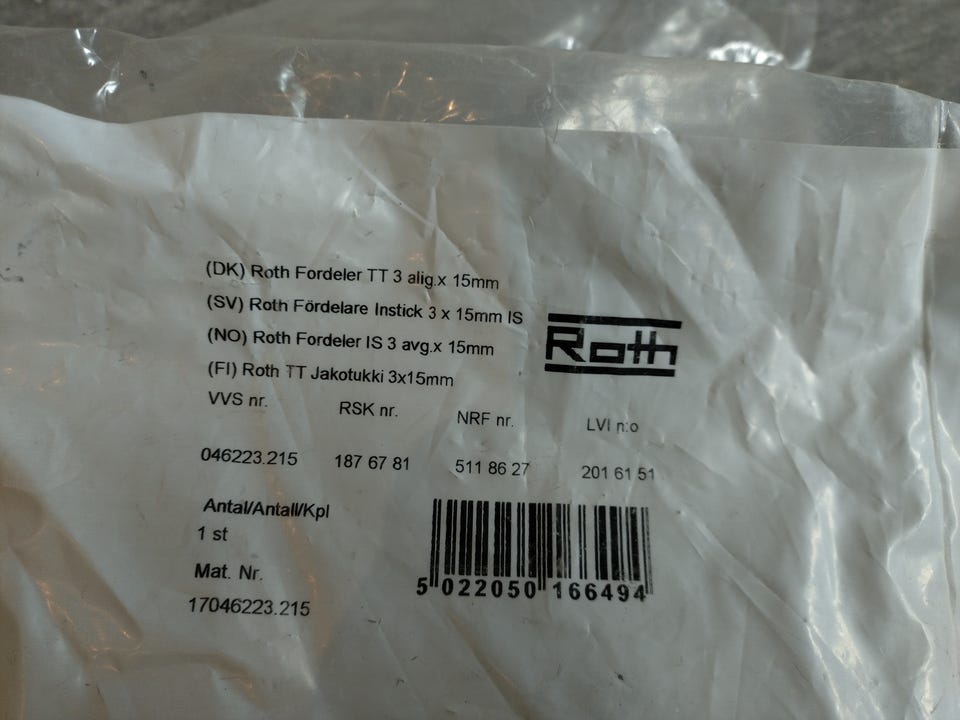 (DK) Roth Fordeler TT 3 alig.x 15mm
(SV) Roth Fördelare Instick 3 x 15mm IS
(NO) Roth Fordeler IS 3 avg.x 15mm
(FI) Roth TT Jakotukki 3x15mm
Roth
VVS nr. RSK nr. NRF nr. LVI n:o
046223.215 187 67 81 511 86 27 201 61 51
Antal/Antall/Kpl
1 st
Mat. Nr.
17046223.215
5 022050 166494